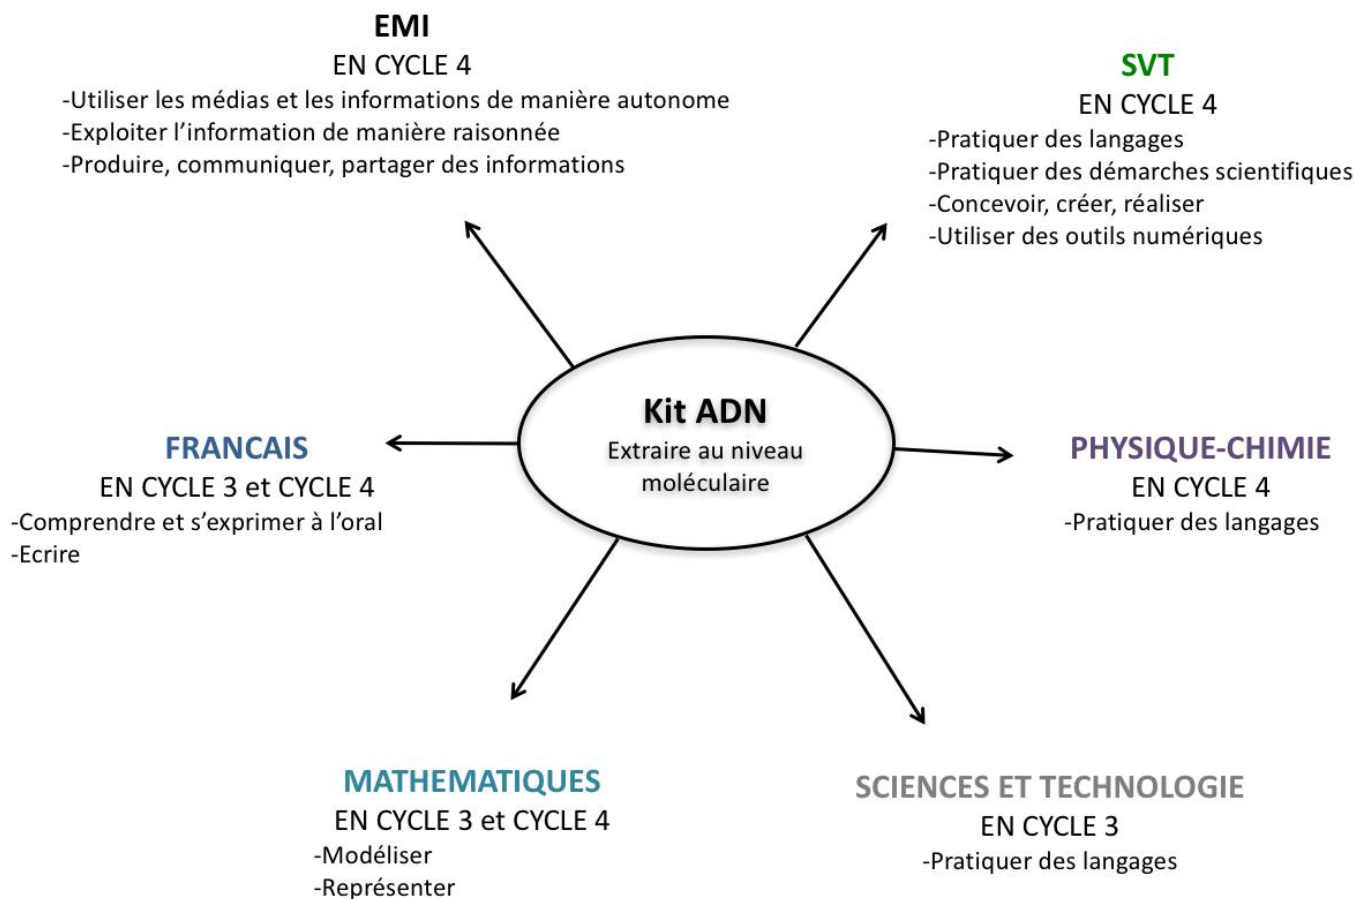 EMI
EN CYCLE 4
-Utiliser les médias et les informations de manière autonome
-Exploiter l’information de manière raisonnée
-Produire, communiquer, partager des informations
SVT
EN CYCLE 4
-Pratiquer des langages
-Pratiquer des démarches scientifiques
-Concevoir, créer, réaliser
-Utiliser des outils numériques
Kit ADN
Extraire au niveau
moléculaire
FRANCAIS
EN CYCLE 3 et CYCLE 4
-Comprendre et s’exprimer à l’oral
-Ecrire
PHYSIQUE-CHIMIE
EN CYCLE 4
-Pratiquer des langages
MATHEMATIQUES
EN CYCLE 3 et CYCLE 4
-Modéliser
-Représenter
SCIENCES ET TECHNOLOGIE
EN CYCLE 3
-Pratiquer des langages